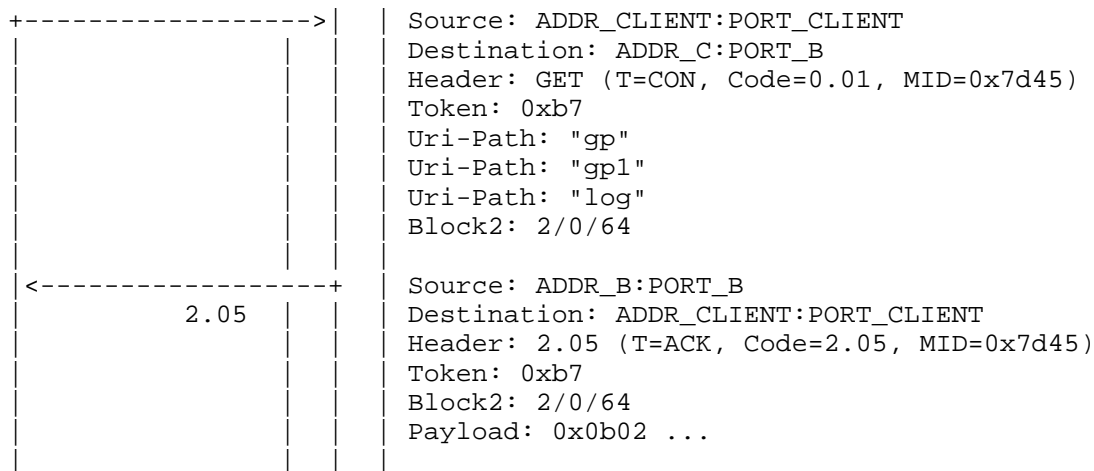 +------------------->|  | Source: ADDR_CLIENT:PORT_CLIENT
|                 |  |  | Destination: ADDR_C:PORT_B
|                 |  |  | Header: GET (T=CON, Code=0.01, MID=0x7d45)
|                 |  |  | Token: 0xb7
|                 |  |  | Uri-Path: "gp"
|                 |  |  | Uri-Path: "gp1"
|                 |  |  | Uri-Path: "log"
|                 |  |  | Block2: 2/0/64
|                 |  |  |
|<------------------+  | Source: ADDR_B:PORT_B
|          2.05   |  |  | Destination: ADDR_CLIENT:PORT_CLIENT
|                 |  |  | Header: 2.05 (T=ACK, Code=2.05, MID=0x7d45)
|                 |  |  | Token: 0xb7
|                 |  |  | Block2: 2/0/64
|                 |  |  | Payload: 0x0b02 ...
|                 |  |  |